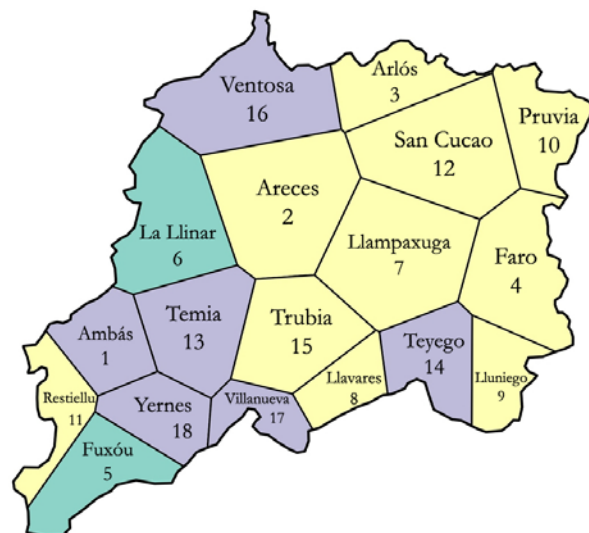 Ventosa
16
Arlós
3
Pruvia
10
San Cucao
12
Areces
2
La Llinar
6
Llampaxuga
7
Faro
4
Temia
13
Trubia
15
Ambás
1
Teyego
14
Lluniego
9
Llavares
8
Restiellu
11
Yernes
18
Villanueva
17
Fuxóu
5